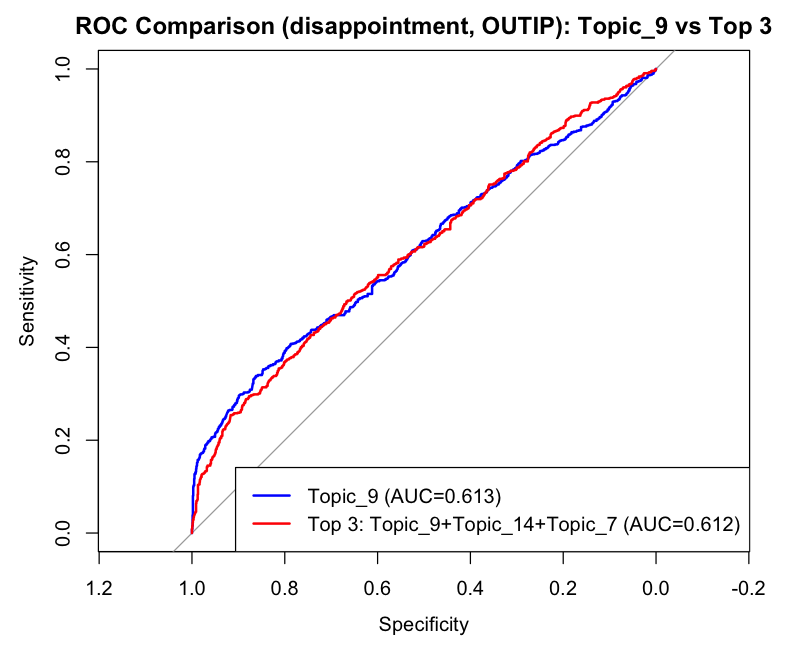 ROC Comparison (disappointment, OUTIP): Topic_9 vs Top 3
Sensitivity
1.0
0.8
0.6
0.4
0.2
0.0
Topic_9 (AUC=0.613)
Top 3: Topic_9+Topic_14+Topic_7 (AUC=0.612)
1.2 1.0 0.8 0.6 0.4 0.2 0.0 -0.2
Specificity